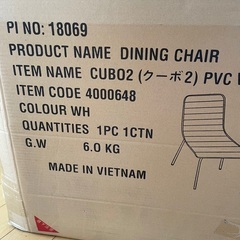 PI NO: 18069
PRODUCT NAME DINING CHAIR
ITEM NAME CUBO2 (クーボ2) PVC
ITEM CODE 4000648
COLOUR WH
QUANTITIES 1PC 1CTN
G.W 6.0 KG
MADE IN VIETNAM